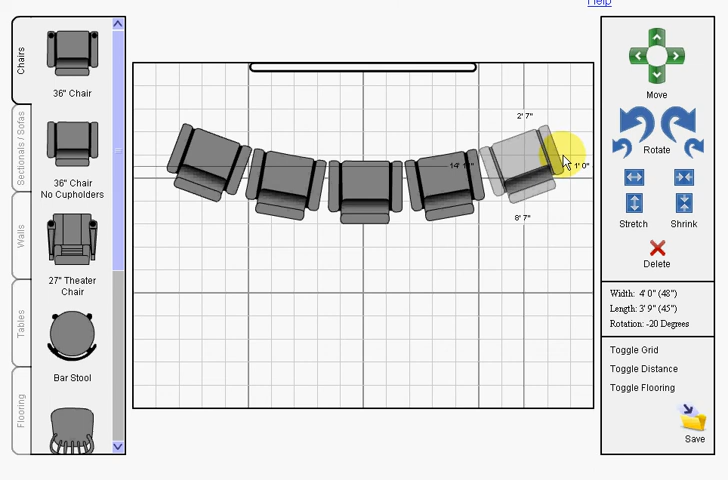 Help
Chairs
Sectionals / Sofas
Walls
Tables
Flooring
36" Chair
36" Chair
No Cupholders
27" Theater
Chair
Bar Stool
2' 7"
14'
1' 0"
8' 7"
Move
Rotate
Stretch
Shrink
Delete
Width: 4' 0" (48")
Length: 3' 9" (45")
Rotation: -20 Degrees
Toggle Grid
Toggle Distance
Toggle Flooring
Save